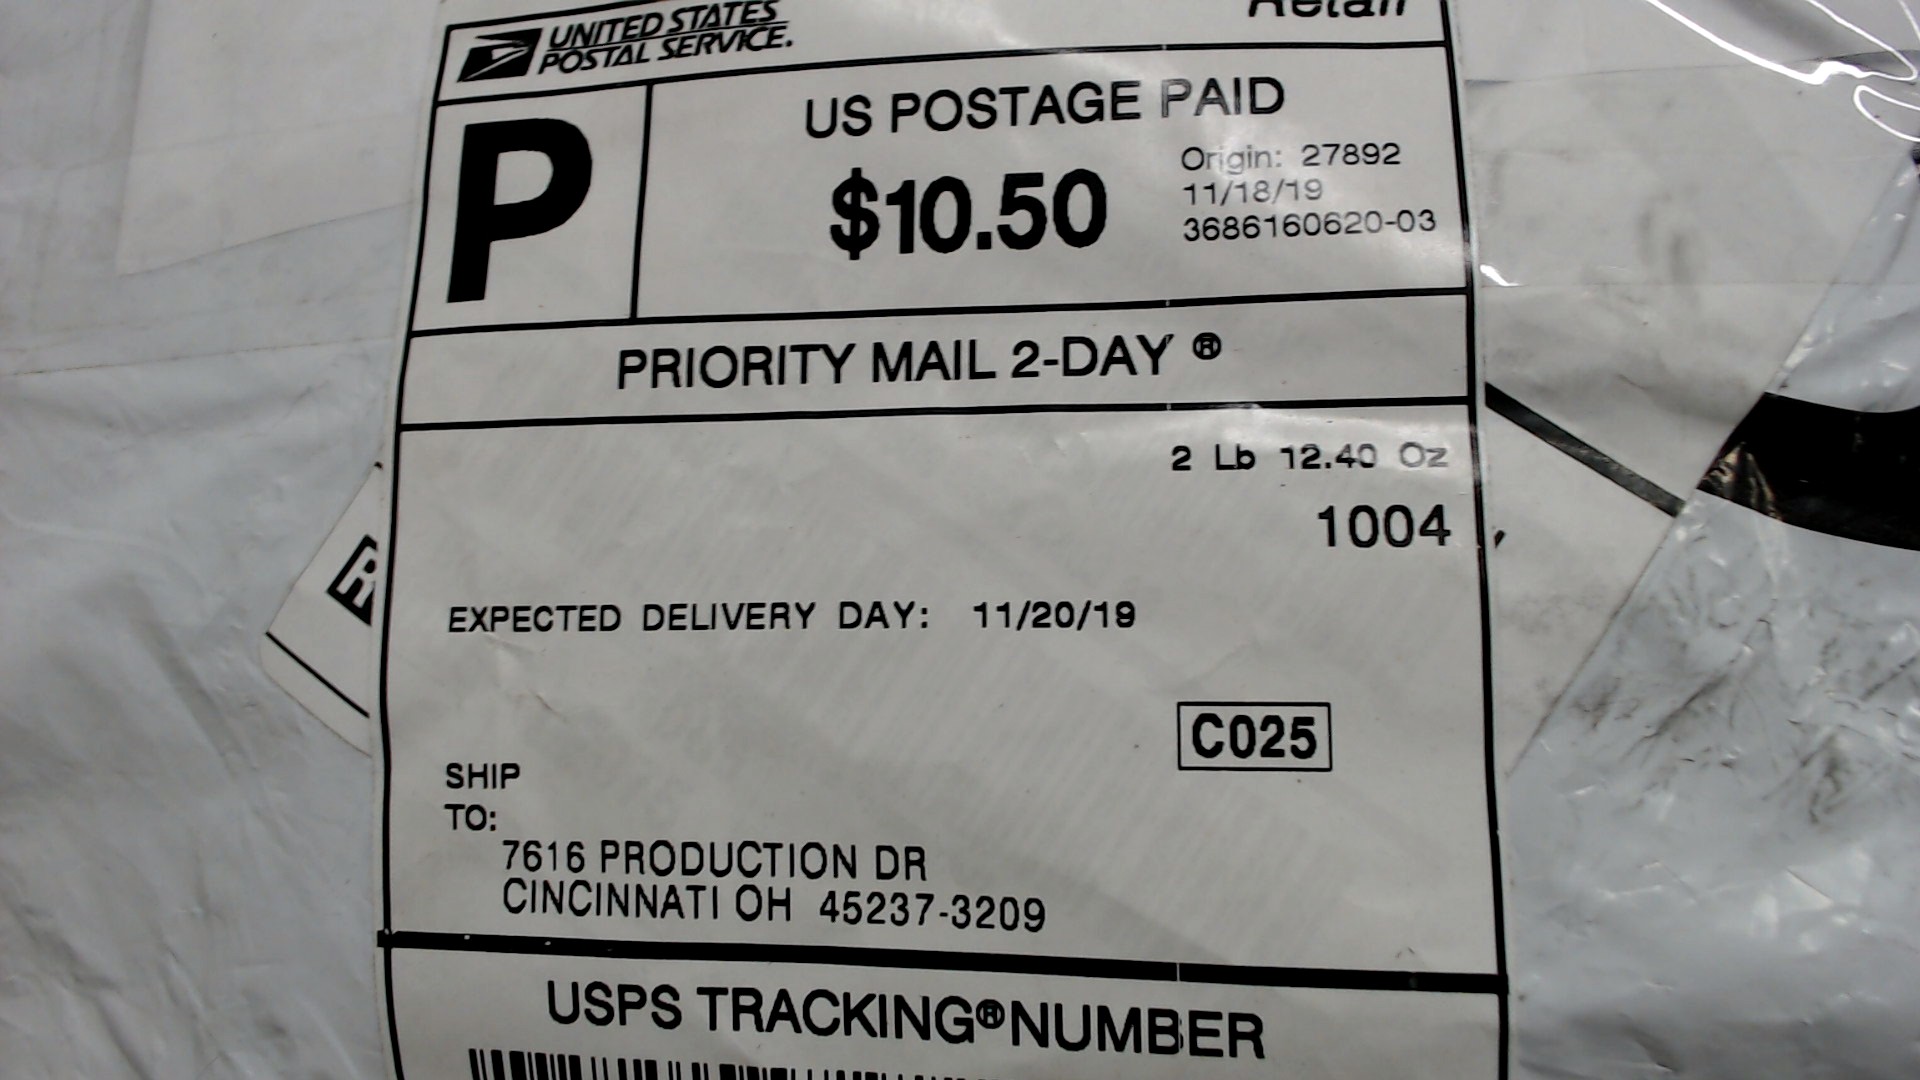 UNITED STATES
POSTAL SERVICE.
Retail
P
US POSTAGE PAID
$10.50
Origin: 27892
11/18/19
3686160620-03
PRIORITY MAIL 2-DAY ®
2 Lb 12.40 Oz
1004
EXPECTED DELIVERY DAY: 11/20/19
C025
SHIP
TO:
7616 PRODUCTION DR
CINCINNATI OH 45237-3209
USPS TRACKING® NUMBER